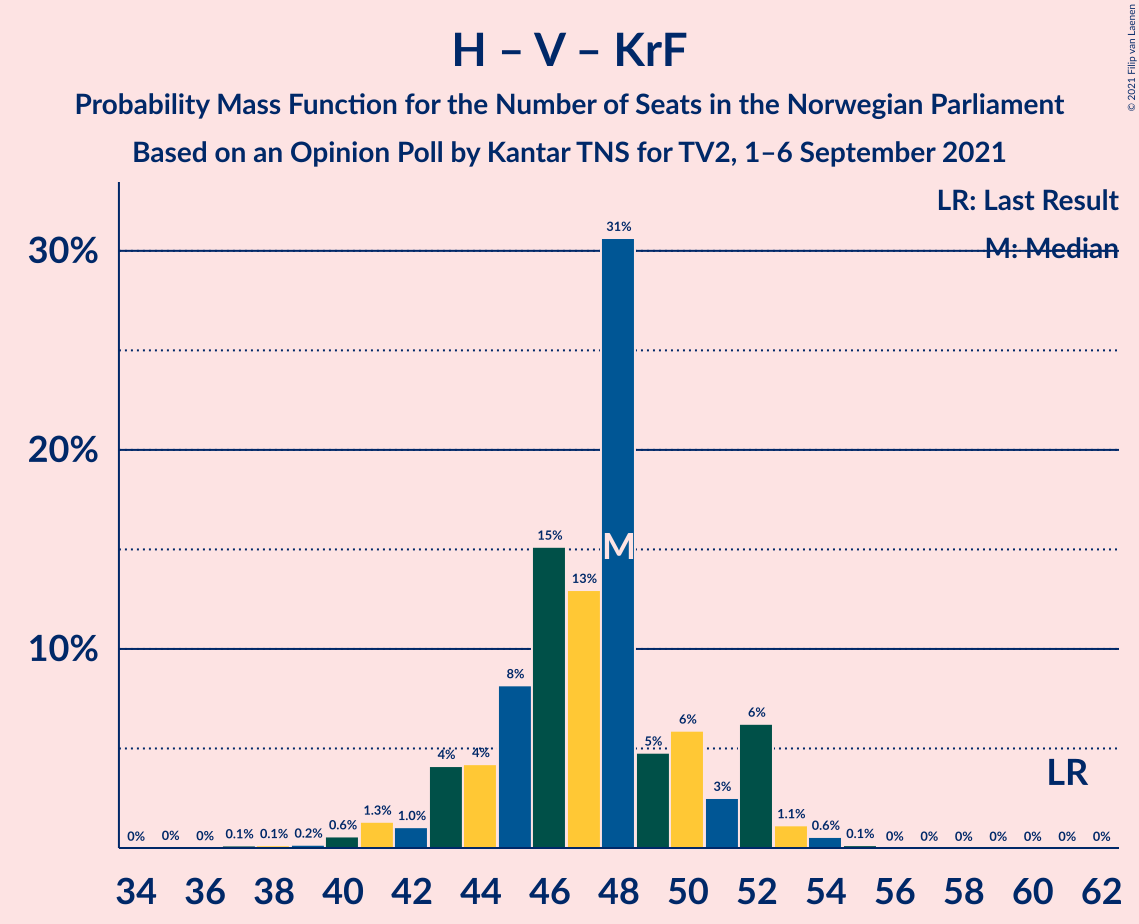 H – V – KrF
Probability Mass Function for the Number of Seats in the Norwegian Parliament
Based on an Opinion Poll by Kantar TNS for TV2, 1–6 September 2021
© 2021 Filip van Laenen
LR: Last Result
M: Median
30%
20%
10%
0% 0% 0% 0.1% 0.1% 0.2% 0.6% 1.3% 1.0% 4% 4% 8% 15% 13% 31% 5% 6% 3% 6% 1.1% 0.6% 0.1% 0% 0% 0% 0% 0% 0% 0%
M
LR
34 36 38 40 42 44 46 48 50 52 54 56 58 60 62